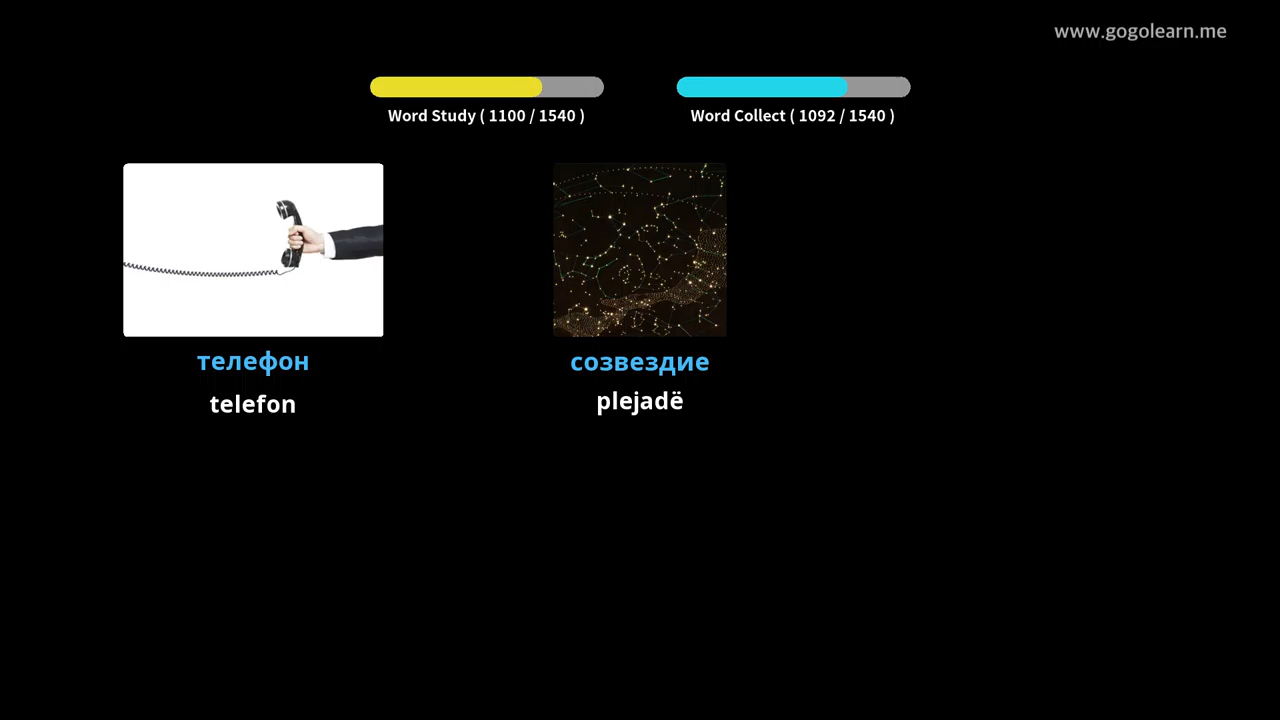 www.gogolearn.me
Word Study ( 1100 / 1540 )
Word Collect ( 1092 / 1540 )
телефон
telefon
созвездие
plejadë